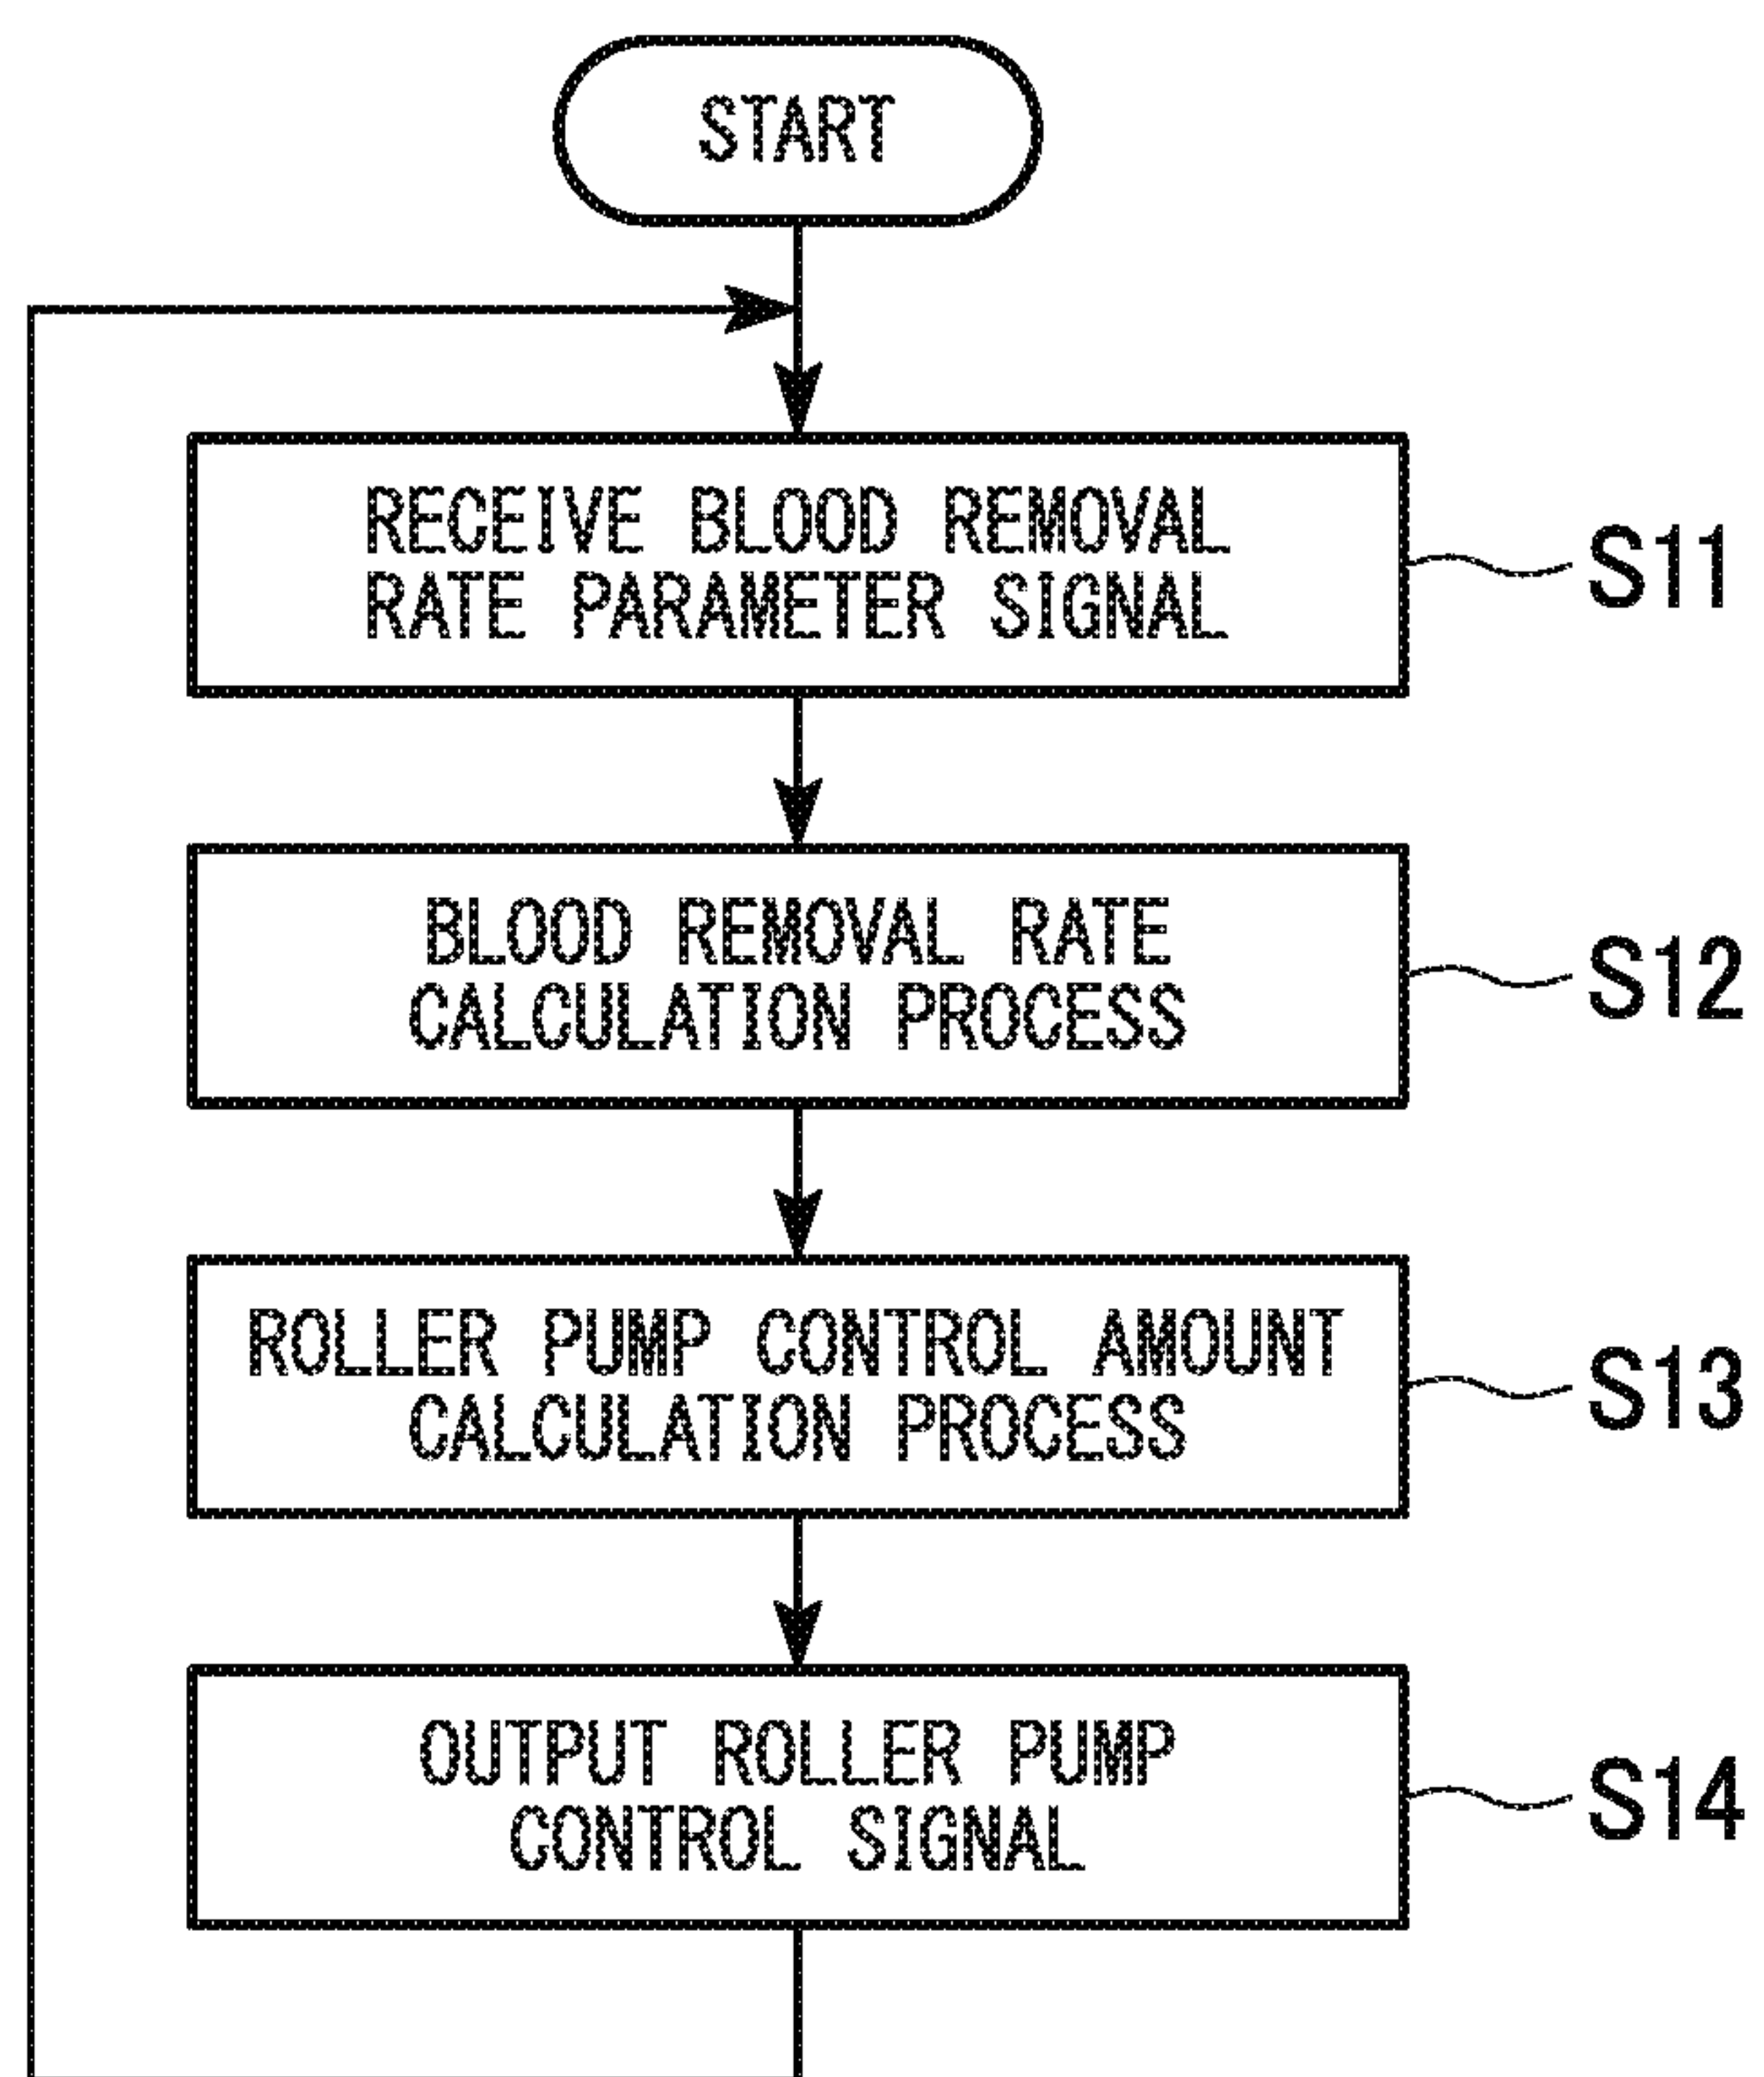 START
RECEIVE BLOOD REMOVAL
RATE PARAMETER SIGNAL
S11
BLOOD REMOVAL RATE
CALCULATION PROCESS
S12
ROLLER PUMP CONTROL AMOUNT
CALCULATION PROCESS
S13
OUTPUT ROLLER PUMP
CONTROL SIGNAL
S14